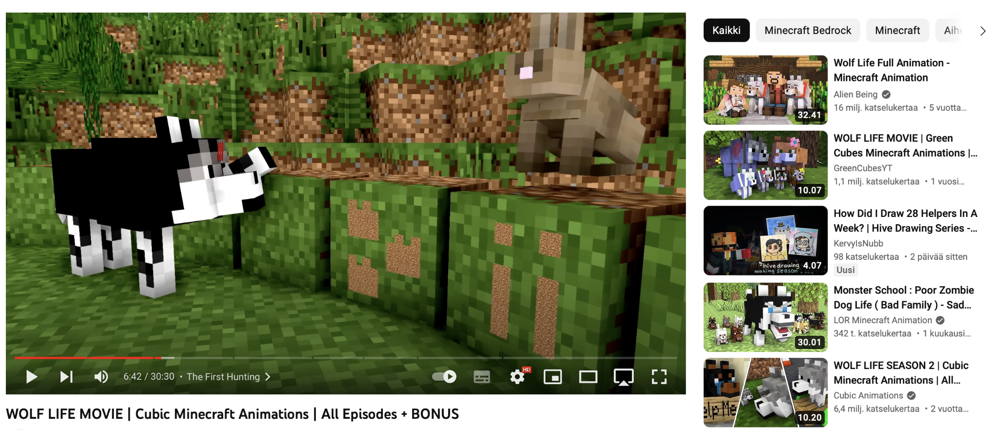 HD
6:42 / 30:30 • The First Hunting
WOLF LIFE MOVIE | Cubic Minecraft Animations | All Episodes + BONUS
Kaikki
Minecraft Bedrock
Minecraft
Aihe
32.41
Wolf Life Full Animation -
Minecraft Animation
Alien Being
16 milj. katselukertaa • 5 vuotta...
10.07
WOLF LIFE MOVIE | Green
Cubes Minecraft Animations |...
GreenCubesYT
1,1 milj. katselukertaa • 1 vuosi...
hive drawing
making season
4.07
How Did I Draw 28 Helpers In A
Week? | Hive Drawing Series -...
KervyIsNubb
98 katselukertaa • 2 päivää sitten
Uusi
30.01
Monster School : Poor Zombie
Dog Life ( Bad Family ) - Sad...
LOR Minecraft Animation
342 t. katselukertaa • 1 kuukausi...
elp Me
10.20
WOLF LIFE SEASON 2 | Cubic
Minecraft Animations | All...
Cubic Animations
6,4 milj. katselukertaa • 2 vuotta...